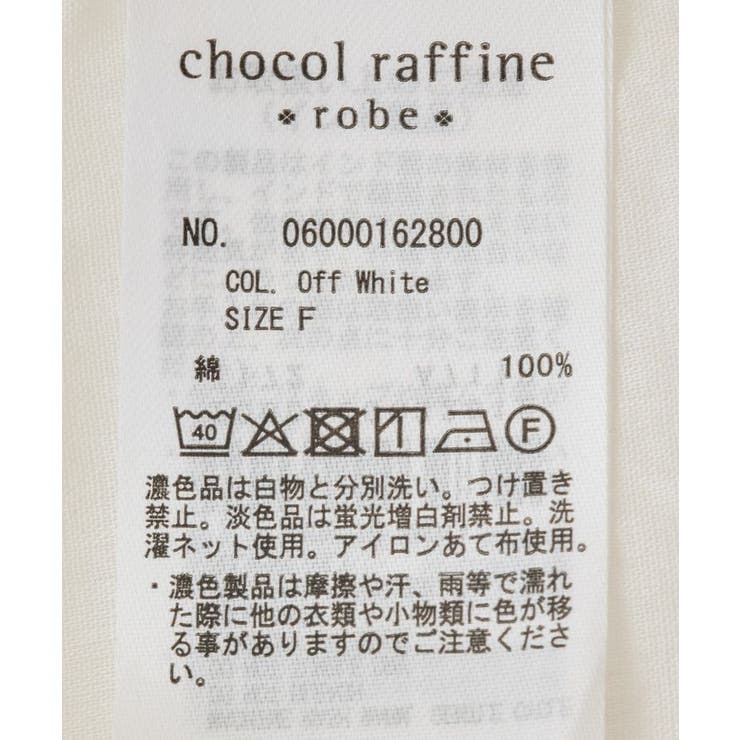 chocol raffine
robe
NO. 06000162800
COL. Off White
SIZE F
綿 100%
40 F
濃色品は白物と分別洗い。つけ置き
禁止。淡色品は蛍光増白剤禁止。洗
濯ネット使用。アイロンあて布使用。
・濃色製品は摩擦や汗、雨等で濡れ
た際に他の衣類や小物類に色が移
る事がありますのでご注意くださ
い。